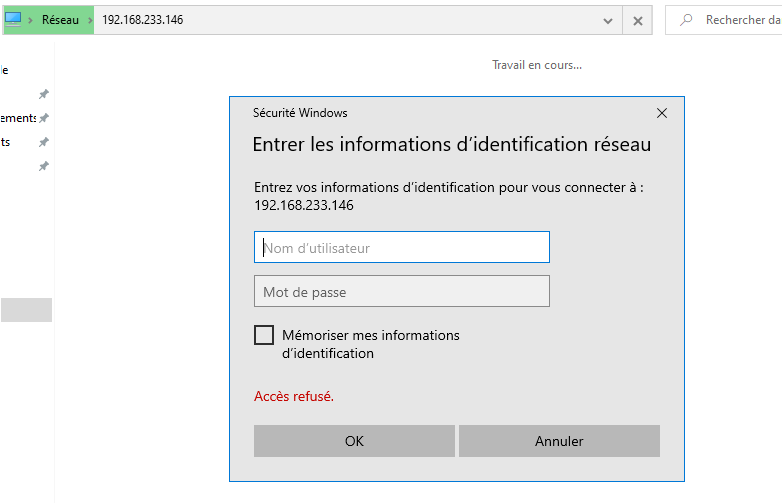 Réseau 192.168.233.146
Rechercher da
Travail en cours...
le
ements
ts
Sécurité Windows
Entrer les informations d’identification réseau
Entrez vos informations d’identification pour vous connecter à :
192.168.233.146
Nom d’utilisateur
Mot de passe
Mémoriser mes informations
d’identification
Accès refusé.
OK
Annuler